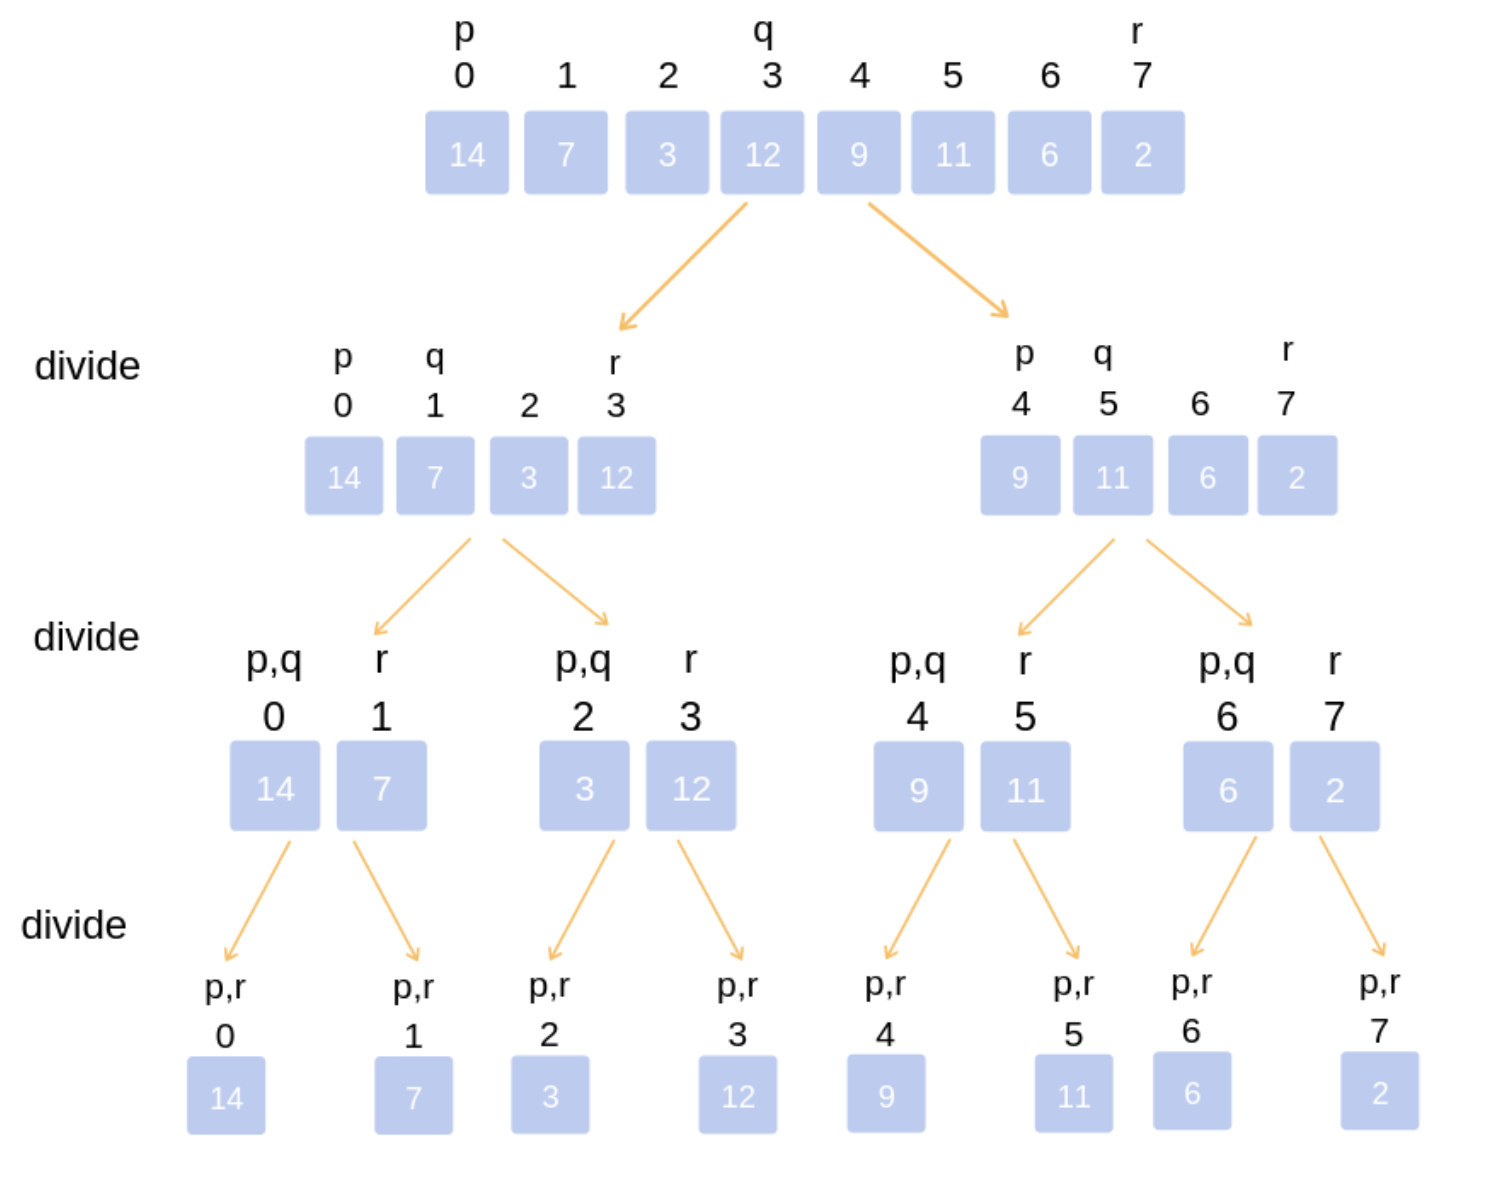 p q r
0 1 2 3 4 5 6 7
14 7 3 12 9 11 6 2
divide
p q r p q r
0 1 2 3 4 5 6 7
14 7 3 12 9 11 6 2
divide
p,q r p,q r p,q r p,q r
0 1 2 3 4 5 6 7
14 7 3 12 9 11 6 2
divide
p,r p,r p,r p,r p,r p,r p,r p,r
0 1 2 3 4 5 6 7
14 7 3 12 9 11 6 2